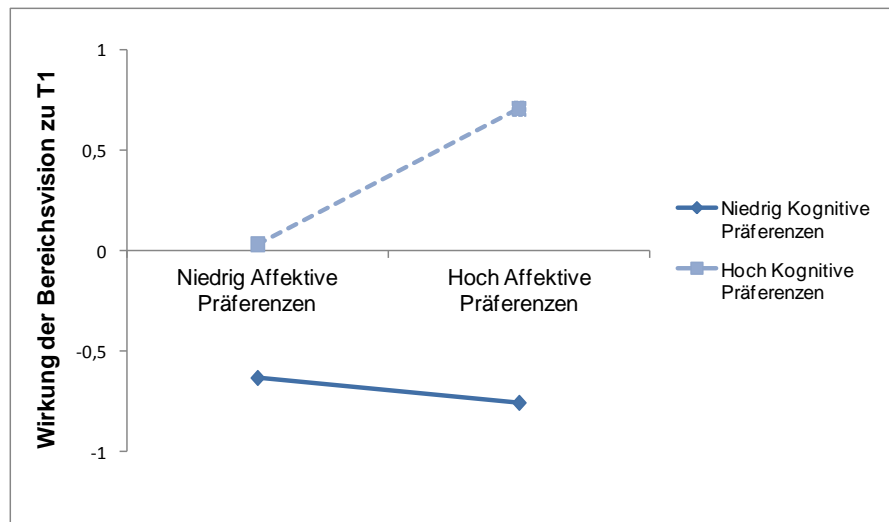 Wirkung der Bereichsvision zu T1
1
0,5
0
-0,5
-1
Niedrig Affektive
Präferenzen
Hoch Affektive
Präferenzen
Niedrig Kognitive
Präferenzen
Hoch Kognitive
Präferenzen